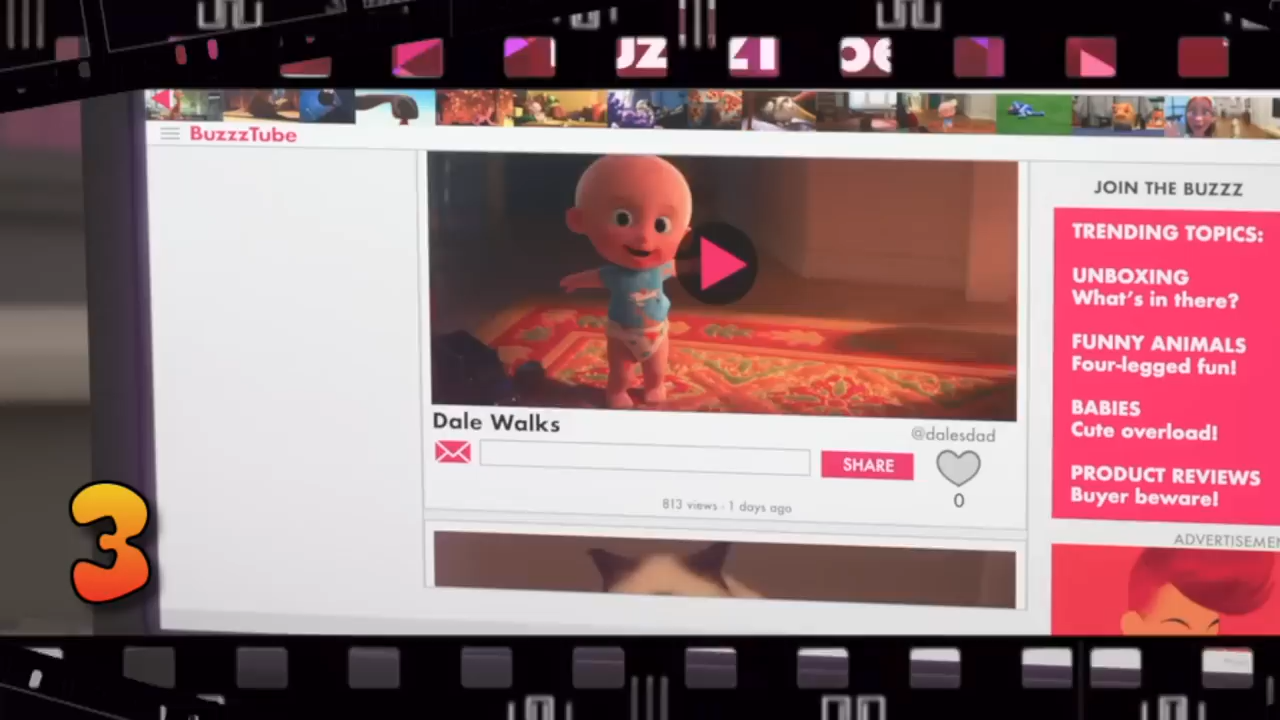 BuzzzTube
JOIN THE BUZZZ
TRENDING TOPICS:
UNBOXING
What's in there?
FUNNY ANIMALS
Four-legged fun!
BABIES
Cute overload!
PRODUCT REVIEWS
Buyer beware!
Dale Walks
@dalesdad
SHARE
0
813 views - 1 days ago
ADVERTISEMEN
3